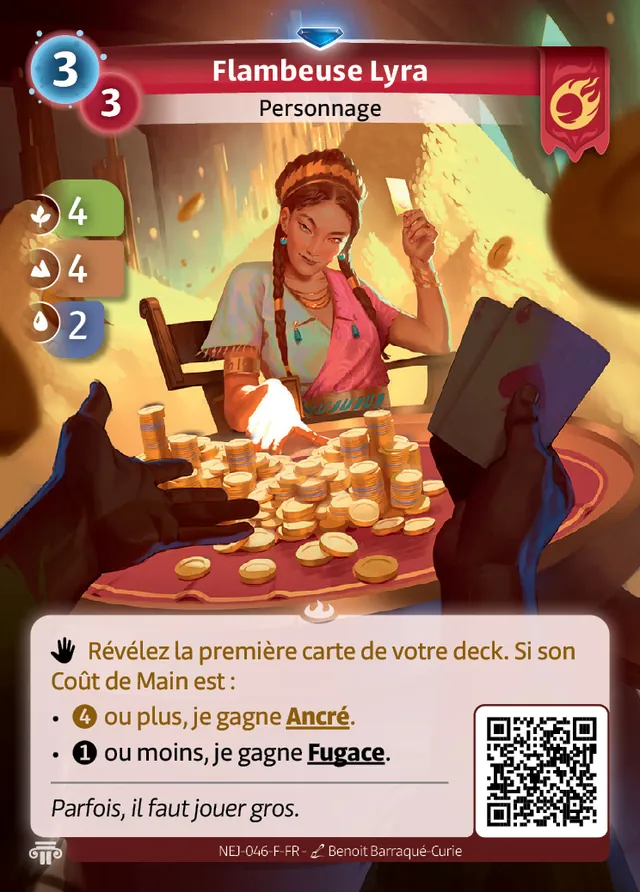 3
3
Flambeuse Lyra
Personnage
4
4
2
Révélez la première carte de votre deck. Si son
Coût de Main est :
• 4 ou plus, je gagne Ancré.
• 1 ou moins, je gagne Fugace.
Parfois, il faut jouer gros.
NEJ-046-F-FR - Benoit Barraqué-Curie